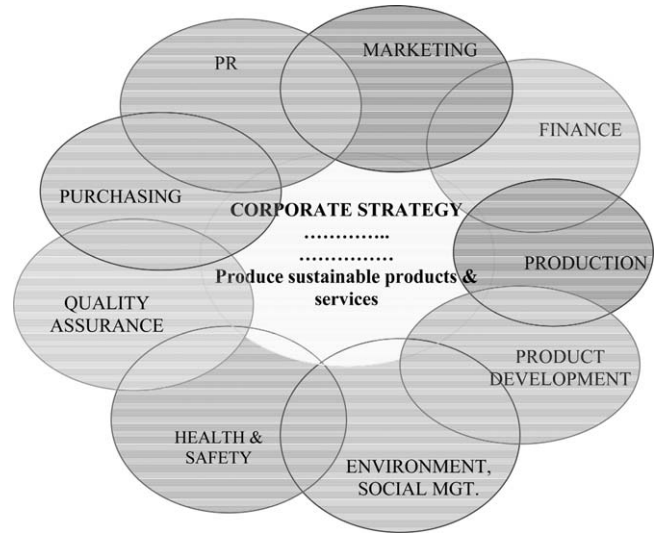 MARKETING
PR
FINANCE
PURCHASING
CORPORATE STRATEGY
…………..
……………
Produce sustainable products &
services
PRODUCTION
QUALITY
ASSURANCE
PRODUCT
DEVELOPMENT
HEALTH &
SAFETY
ENVIRONMENT,
SOCIAL MGT.